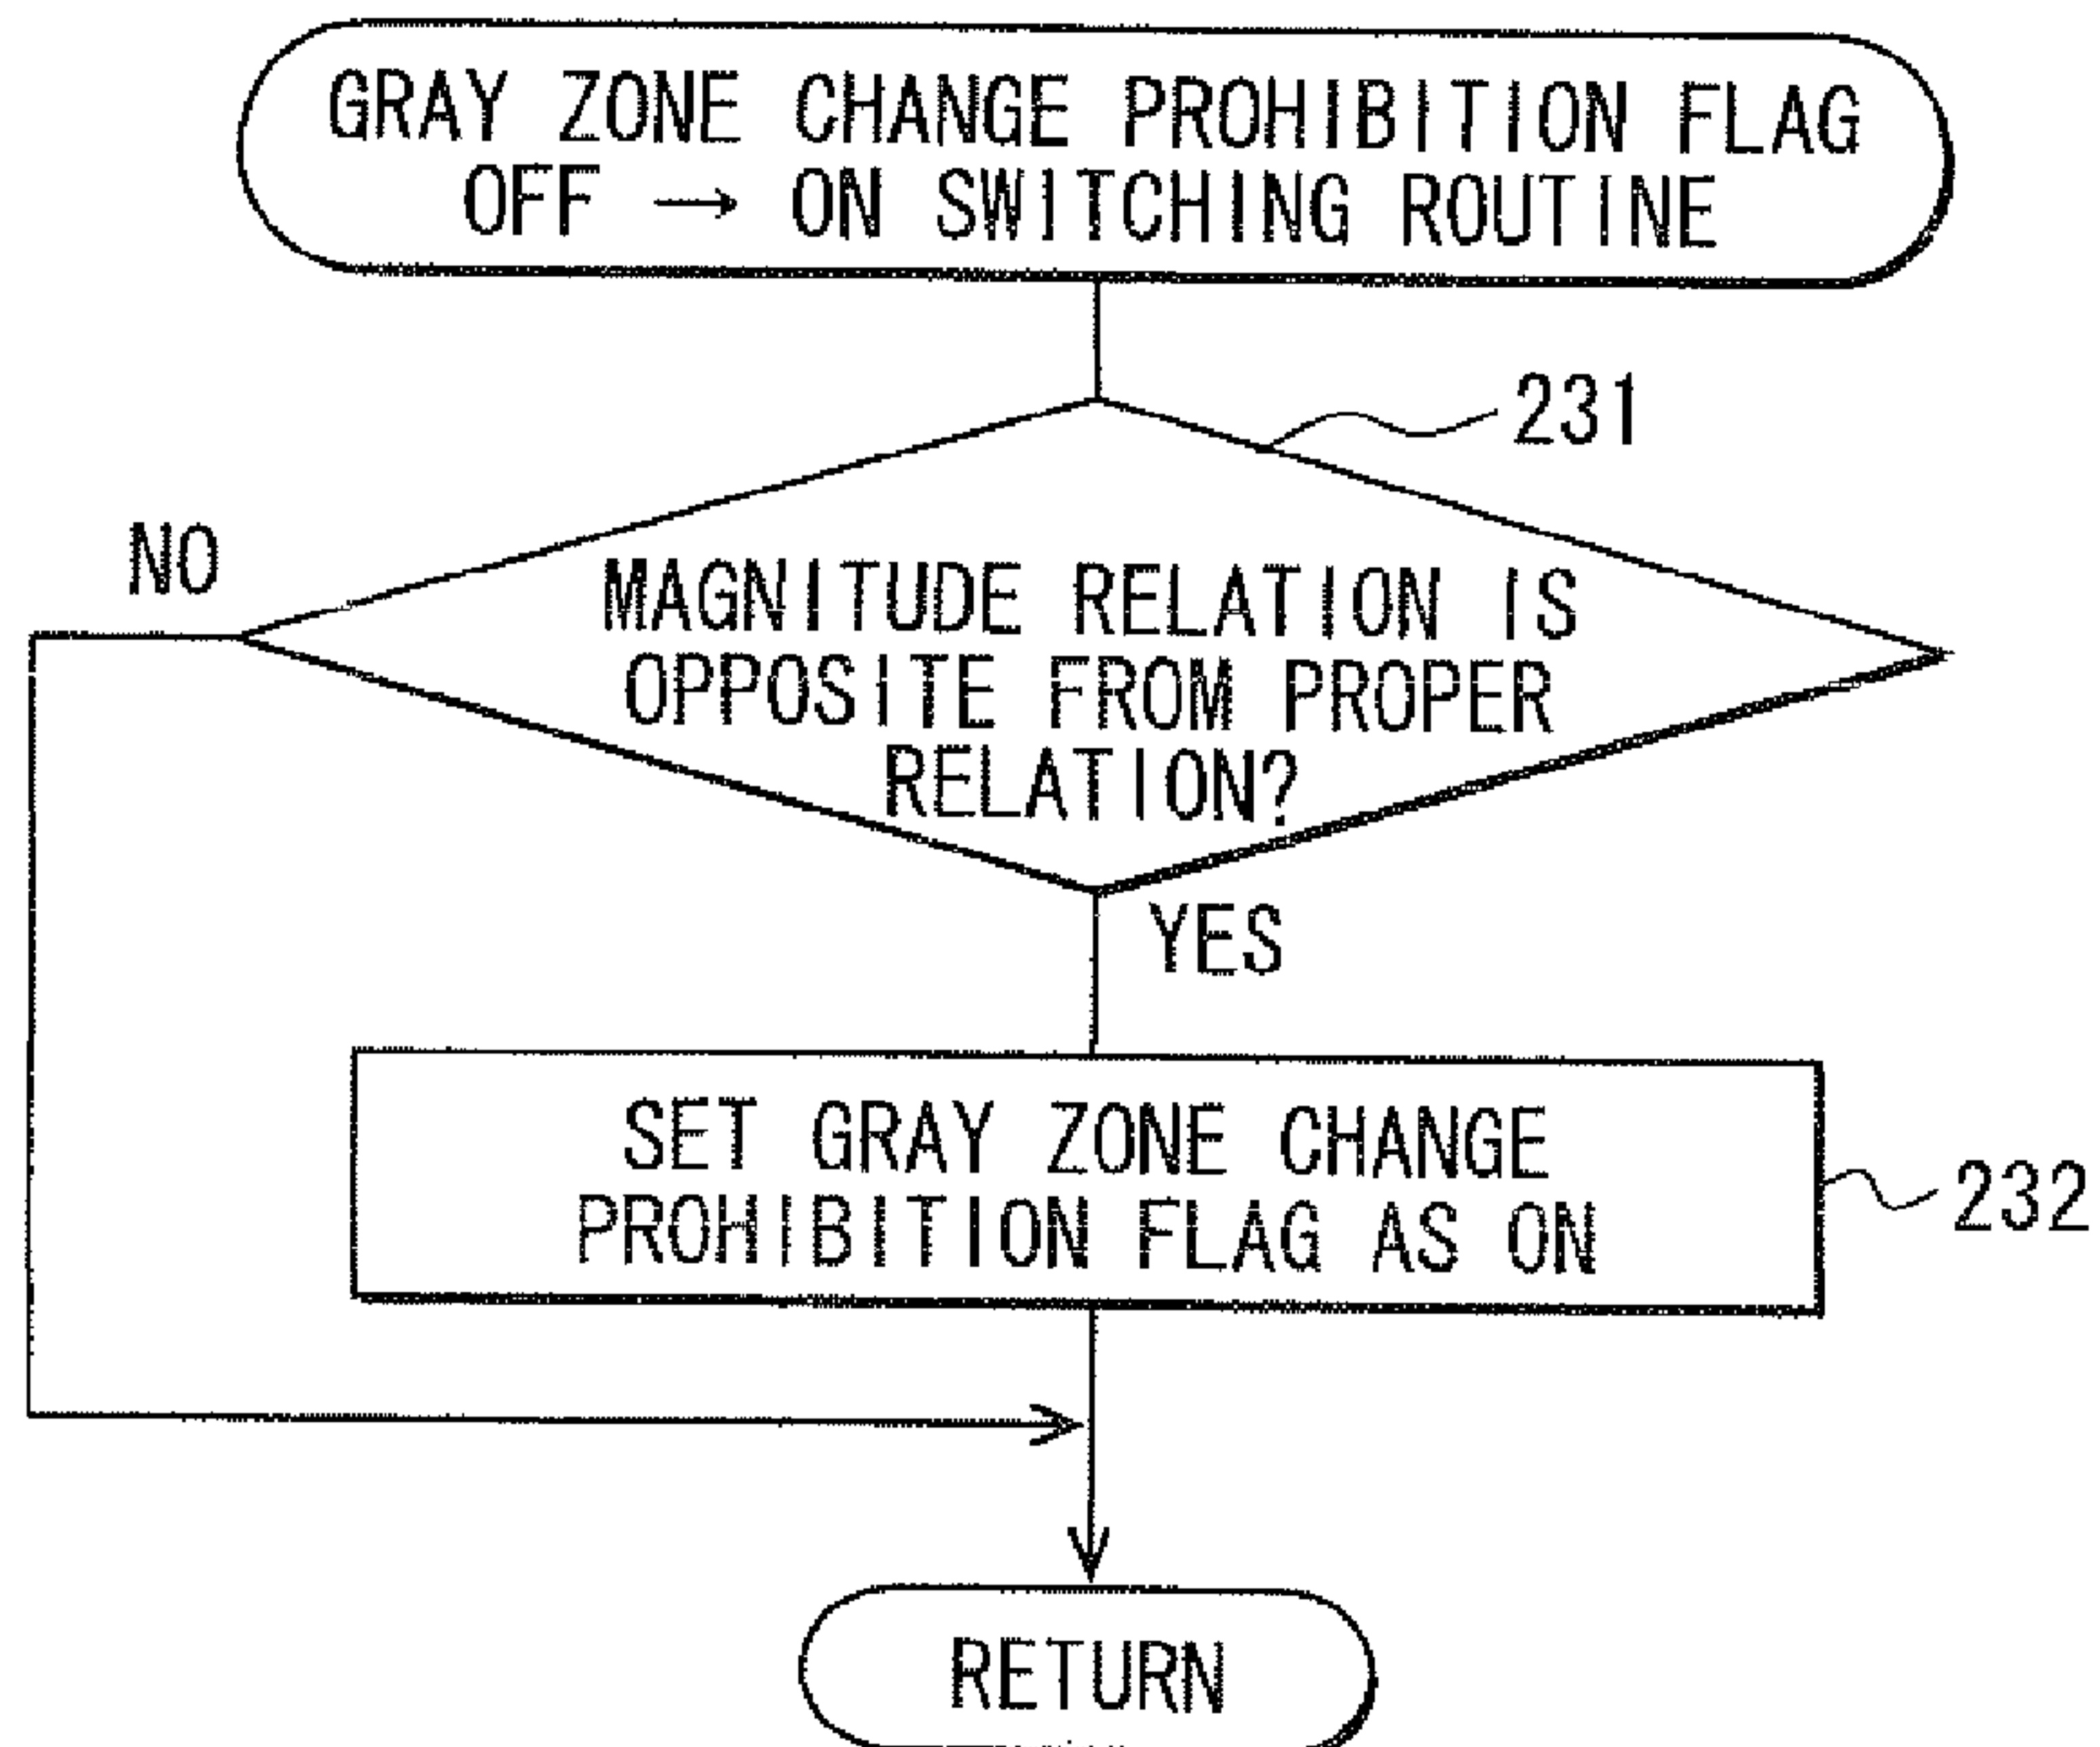 GRAY ZONE CHANGE PROHIBITION FLAG
OFF → ON SWITCHING ROUTINE
231
NO
MAGNITUDE RELATION IS
OPPOSITE FROM PROPER
RELATION?
YES
SET GRAY ZONE CHANGE
PROHIBITION FLAG AS ON
232
RETURN